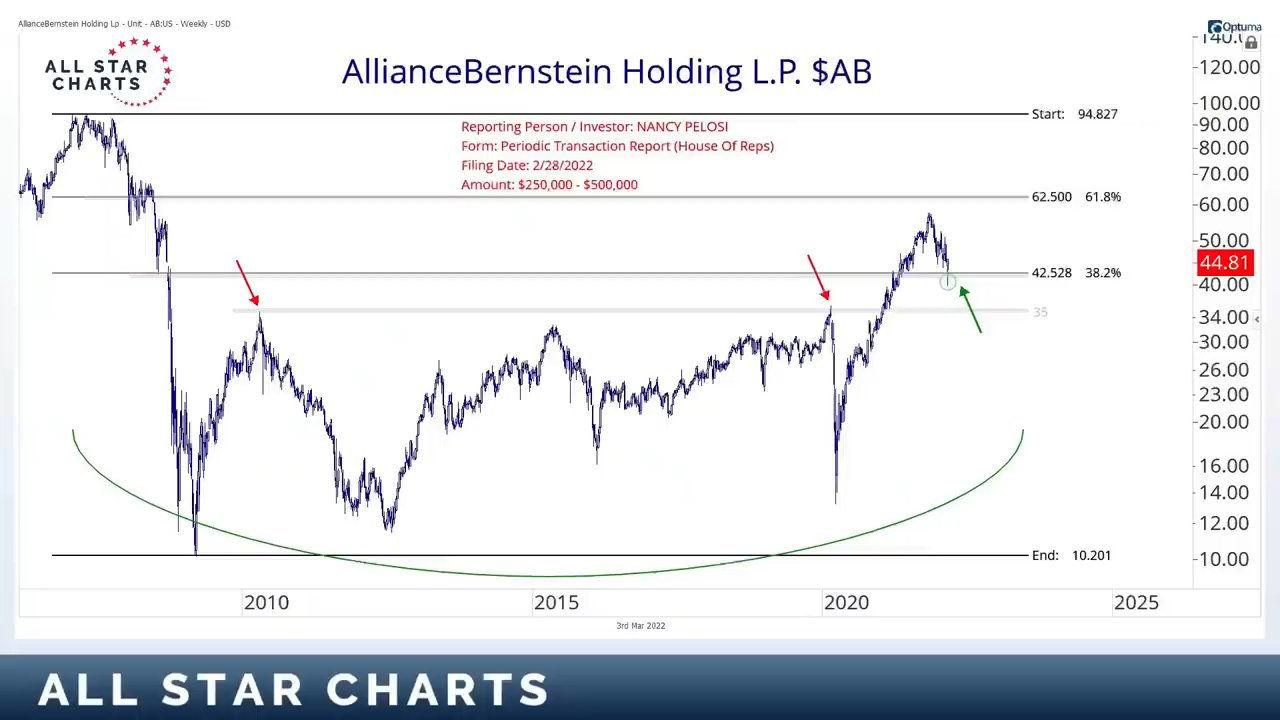 AllianceBernstein Holding Lp - Unit - AB:US - Weekly - USD
Optuma
ALL STAR
CHARTS
AllianceBernstein Holding L.P. $AB
Reporting Person / Investor: NANCY PELOSI
Form: Periodic Transaction Report (House Of Reps)
Filing Date: 2/28/2022
Amount: $250,000 - $500,000
Start: 94.827
62.500 61.8%
42.528 38.2%
35
End: 10.201
140.0
120.00
100.00
90.00
80.00
70.00
60.00
50.00
44.81
40.00
34.00
30.00
26.00
23.00
20.00
16.00
14.00
12.00
10.00
2010 2015 2020 2025
3rd Mar 2022
ALL STAR CHARTS